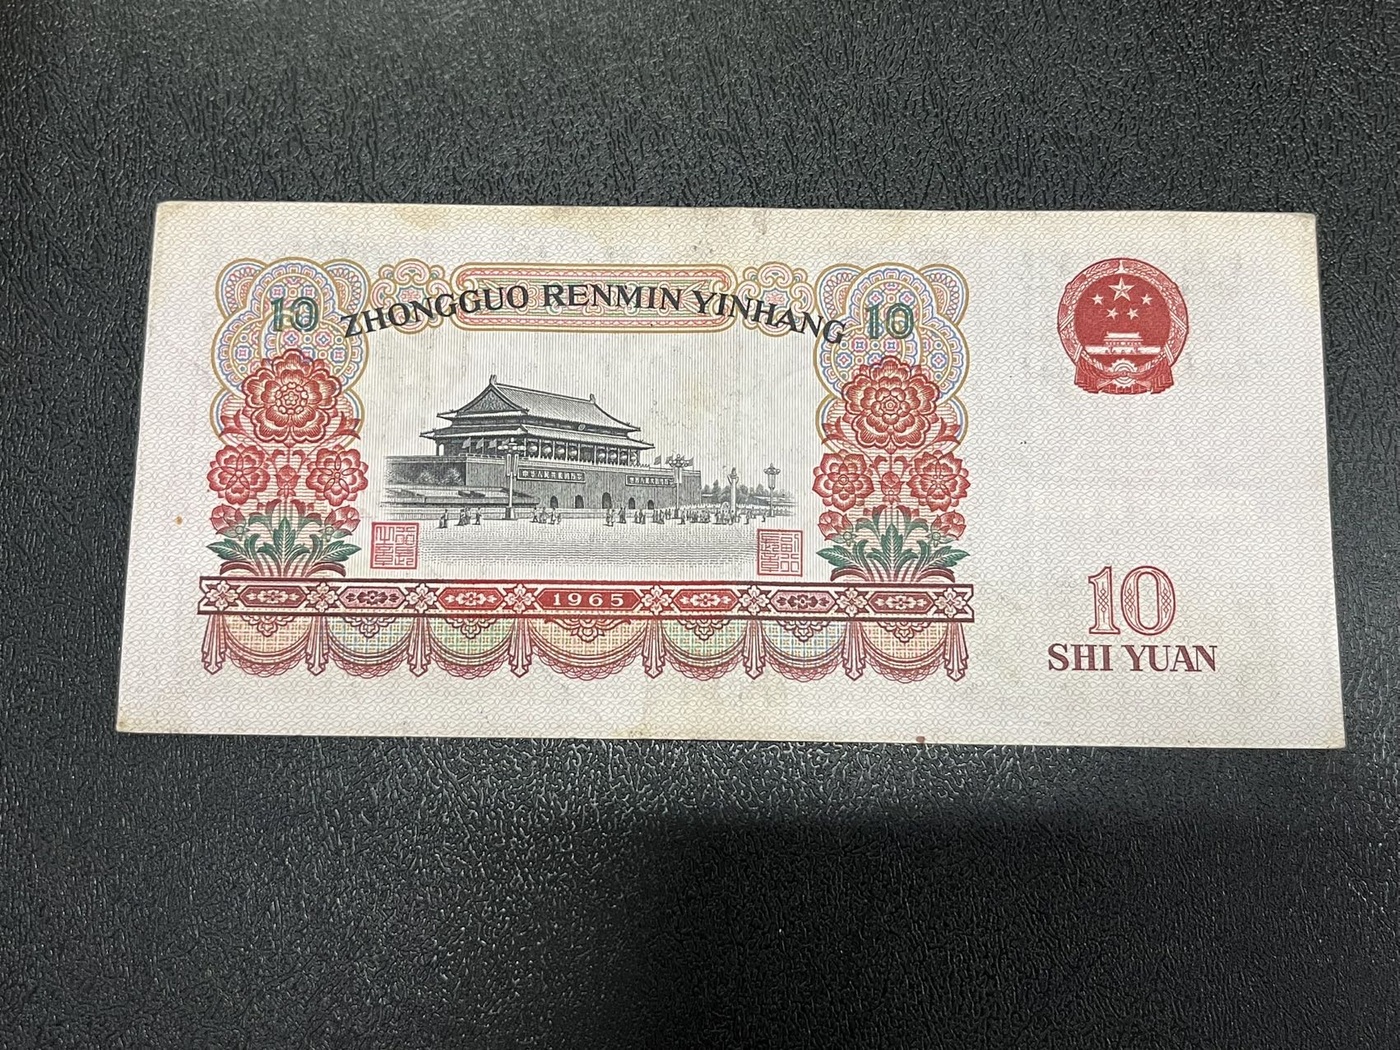 10 ZHONGGUO RENMIN YINHANG 10
1965
10
SHI YUAN